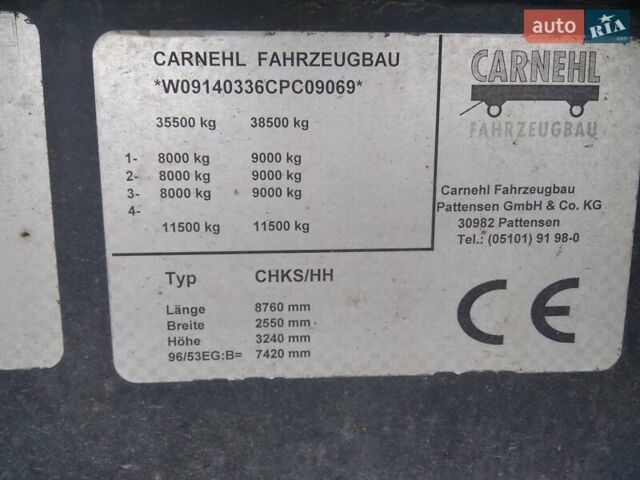 auto RIA
CARNEHL FAHRZEUGBAU
*W09140336CPC09069*
35500 kg 38500 kg
1- 8000 kg 9000 kg
2- 8000 kg 9000 kg
3- 8000 kg 9000 kg
4-
11500 kg 11500 kg
CARNEHL
FAHRZEUGBAU
Carnehl Fahrzeugbau
Pattensen GmbH & Co. KG
30982 Pattensen
Tel.: (05101) 91 98-0
Typ CHKS/HH
Länge 8760 mm
Breite 2550 mm
Höhe 3240 mm
96/53EG:B= 7420 mm
CE